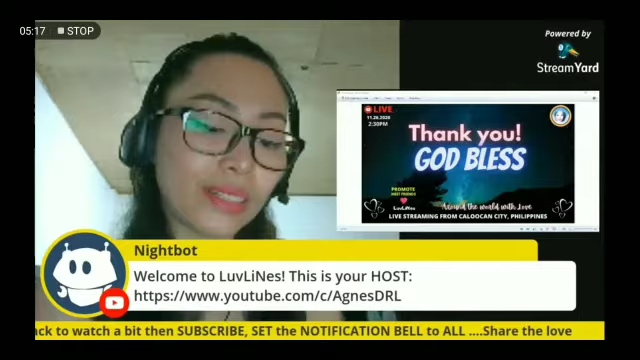 05:17
STOP
Powered by
StreamYard
LIVE
11.26.2020
2:30PM
Thank you!
GOD BLESS
PROMOTE
MEET FRIENDS
LuvLiNes
Around the world with Love
LIVE STREAMING FROM CALOOCAN CITY, PHILIPPINES
Nightbot
Welcome to LuvLiNes! This is your HOST:
https://www.youtube.com/c/AgnesDRL
to watch a bit then SUBSCRIBE, SET the NOTIFICATION BELL to ALL ....Share the love